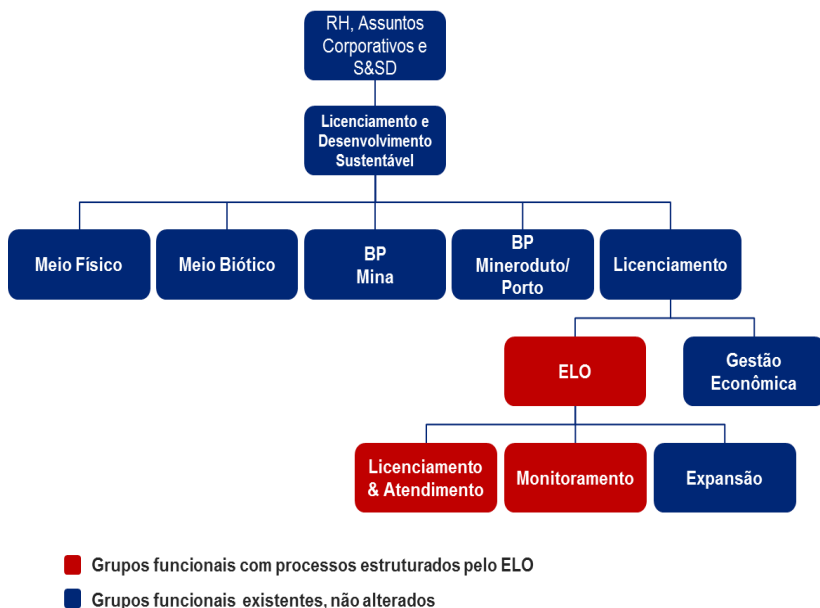 RH, Assuntos
Corporativos e
S&SD
Licenciamento e
Desenvolvimento
Sustentável
Meio Físico
Meio Biótico
BP
Mina
BP
Mineroduto/
Porto
Licenciamento
ELO
Gestão
Econômica
Licenciamento
& Atendimento
Monitoramento
Expansão
Grupos funcionais com processos estruturados pelo ELO
Grupos funcionais existentes, não alterados